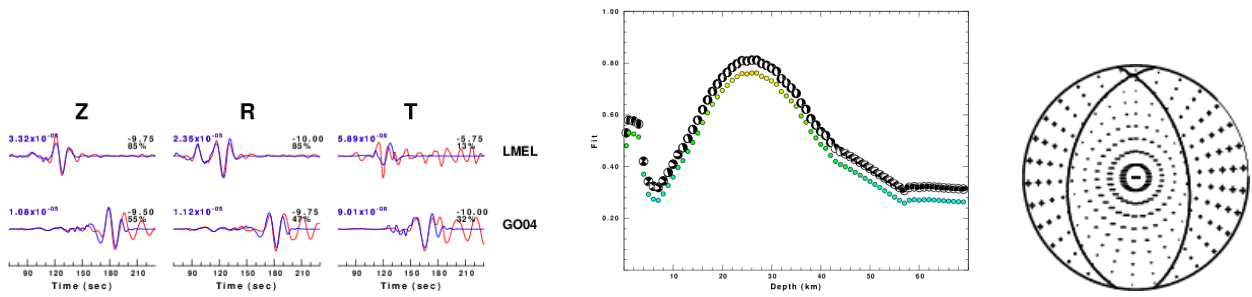 Z R T
3.32x10-05 -9.75 2.35x10-05 -10.00 5.89x10-06 -5.75
85% 85% 13% LMEL
1.08x10-05 -9.50 1.12x10-05 -9.75 9.01x10-06 -10.00
55% 47% 32% GO04
90 120 150 180 210 90 120 150 180 210 90 120 150 180 210
Time (sec) Time (sec) Time (sec)
1.00
0.80
0.60
0.40
0.20
Fit
10 20 30 40 50 60
Depth (km)